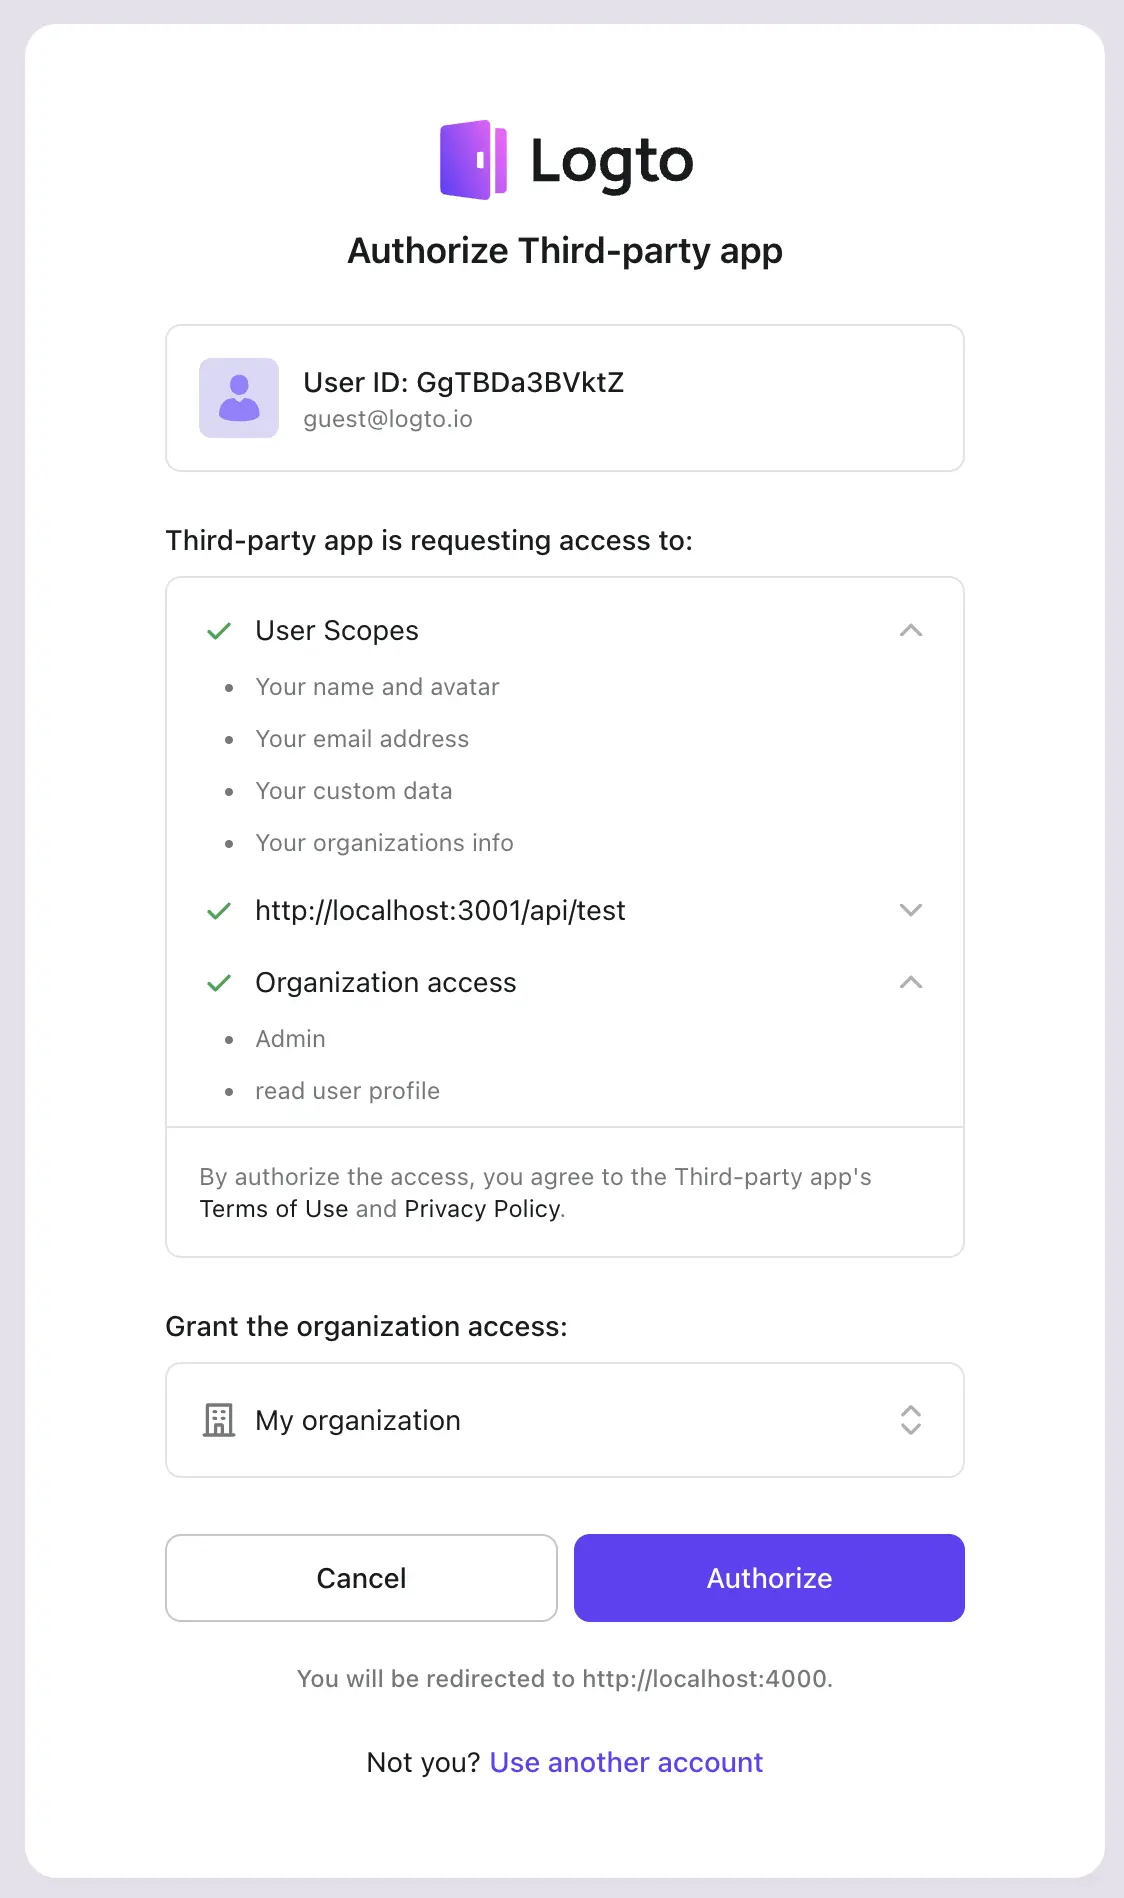 Logto
Authorize Third-party app
User ID: GgTBDa3BVktZ
guest@logto.io
Third-party app is requesting access to:
User Scopes
Your name and avatar
Your email address
Your custom data
Your organizations info
http://localhost:3001/api/test
Organization access
Admin
read user profile
By authorize the access, you agree to the Third-party app's
Terms of Use and Privacy Policy.
Grant the organization access:
My organization
Cancel
Authorize
You will be redirected to http://localhost:4000.
Not you? Use another account